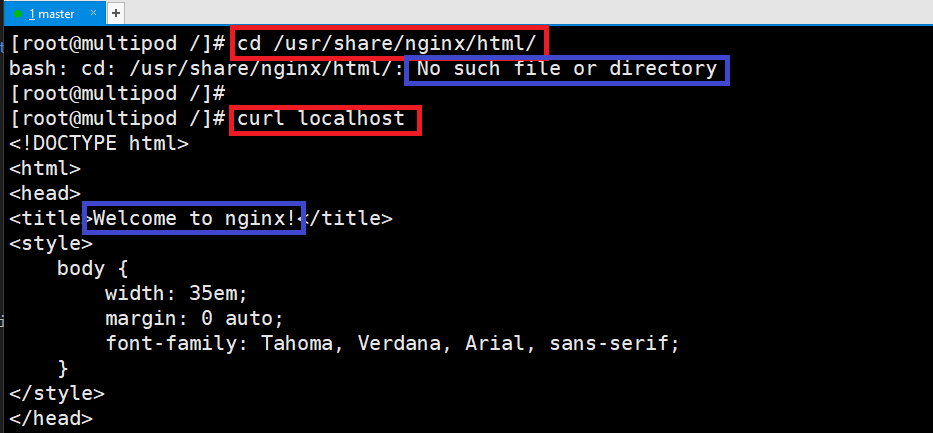 1 master × +
[root@multipod /]# cd /usr/share/nginx/html/
bash: cd: /usr/share/nginx/html/: No such file or directory
[root@multipod /]#
[root@multipod /]# curl localhost
<!DOCTYPE html>
<html>
<head>
<title>Welcome to nginx!</title>
<style>
    body {
        width: 35em;
        margin: 0 auto;
        font-family: Tahoma, Verdana, Arial, sans-serif;
    }
</style>
</head>